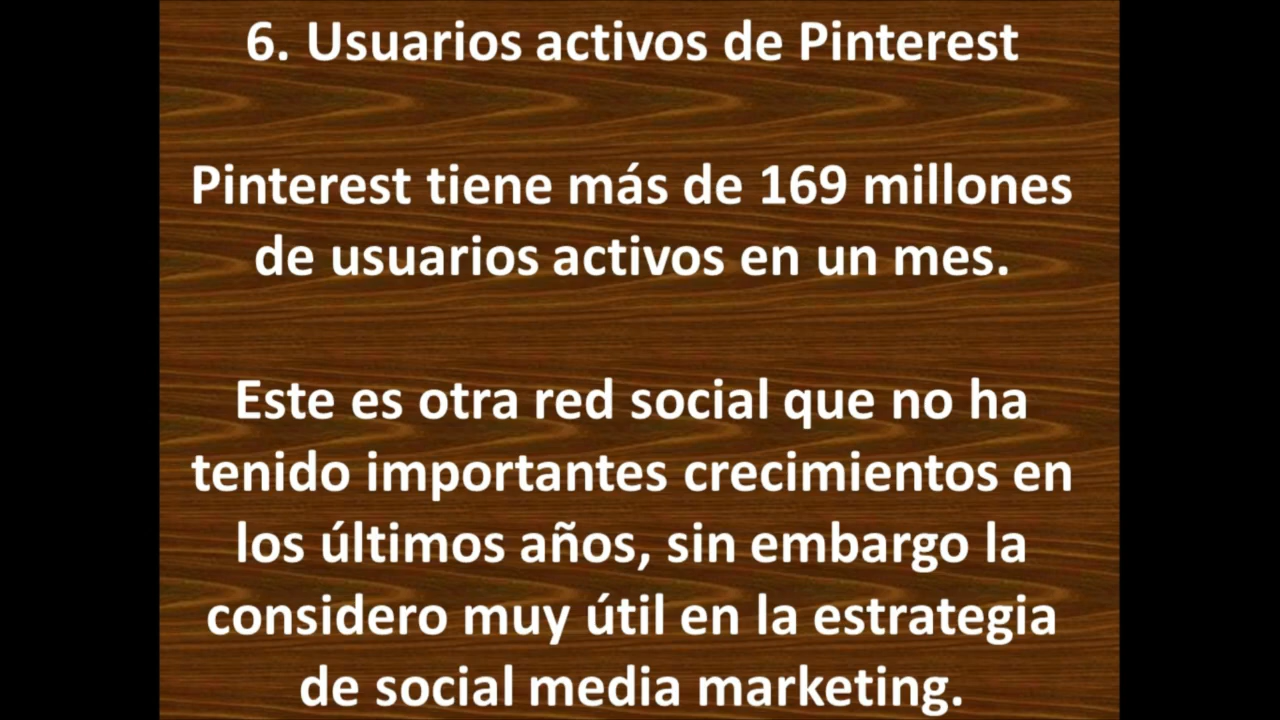 6. Usuarios activos de Pinterest
Pinterest tiene más de 169 millones
de usuarios activos en un mes.
Este es otra red social que no ha
tenido importantes crecimientos en
los últimos años, sin embargo la
considero muy útil en la estrategia
de social media marketing.